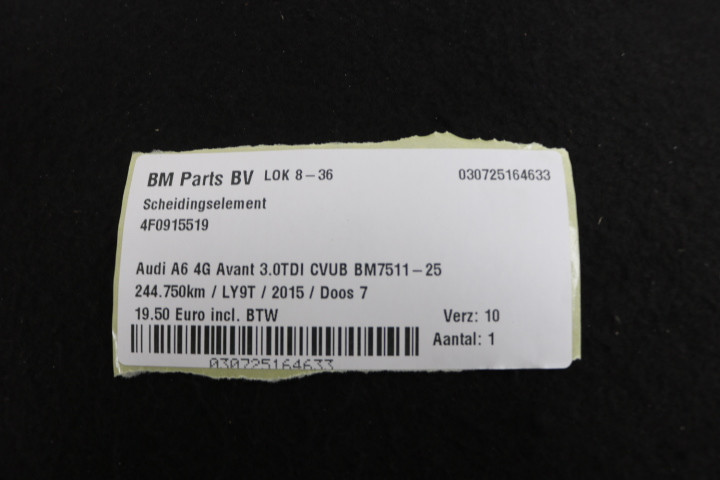 BM Parts BV LOK 8-36 030725164633
Scheidingselement
4F0915519
Audi A6 4G Avant 3.0TDI CVUB BM7511-25
244.750km / LY9T / 2015 / Doos 7
19.50 Euro incl. BTW Verz: 10
Aantal: 1
030725164633